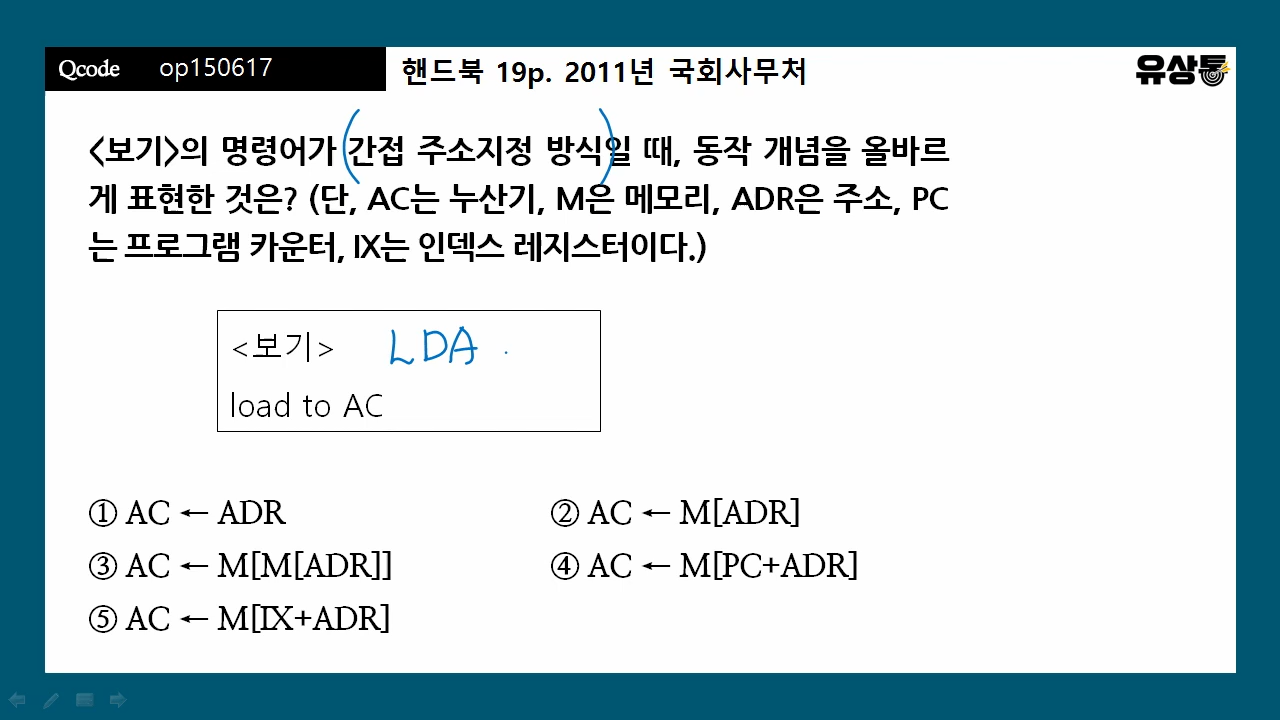 Qcode op150617 핸드북 19p. 2011년 국회사무처 유상통
<보기>의 명령어가 간접 주소지정 방식일 때, 동작 개념을 올바르
게 표현한 것은? (단, AC는 누산기, M은 메모리, ADR은 주소, PC
는 프로그램 카운터, IX는 인덱스 레지스터이다.)
<보기> LDA
load to AC
① AC ← ADR ② AC ← M[ADR]
③ AC ← M[M[ADR]] ④ AC ← M[PC+ADR]
⑤ AC ← M[IX+ADR]